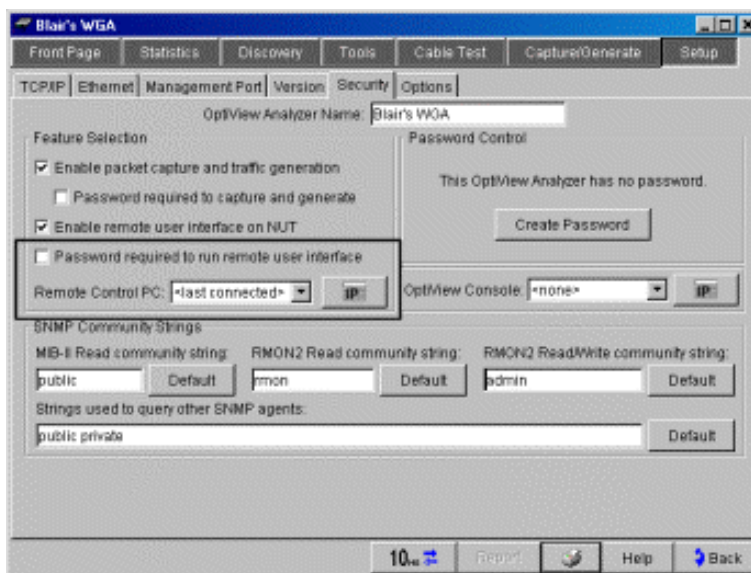 Blair's WGA
Front Page Statistics Discovery Tools Cable Test Capture/Generate Setup
TCP/IP Ethernet Management Port Version Security Options
OptiView Analyzer Name: Blair's WGA
Feature Selection
Enable packet capture and traffic generation
Password required to capture and generate
Enable remote user interface on NUT
Password required to run remote user interface
Remote Control PC: <last connected> IP
Password Control
This OptiView Analyzer has no password.
Create Password
OptiView Console: <none> IP
SNMP Community Strings
MIB-II Read community string: RMON2 Read community string: RMON2 Read/Write community string:
public Default rmon Default admin Default
Strings used to query other SNMP agents:
public private Default
10 Report Help Back